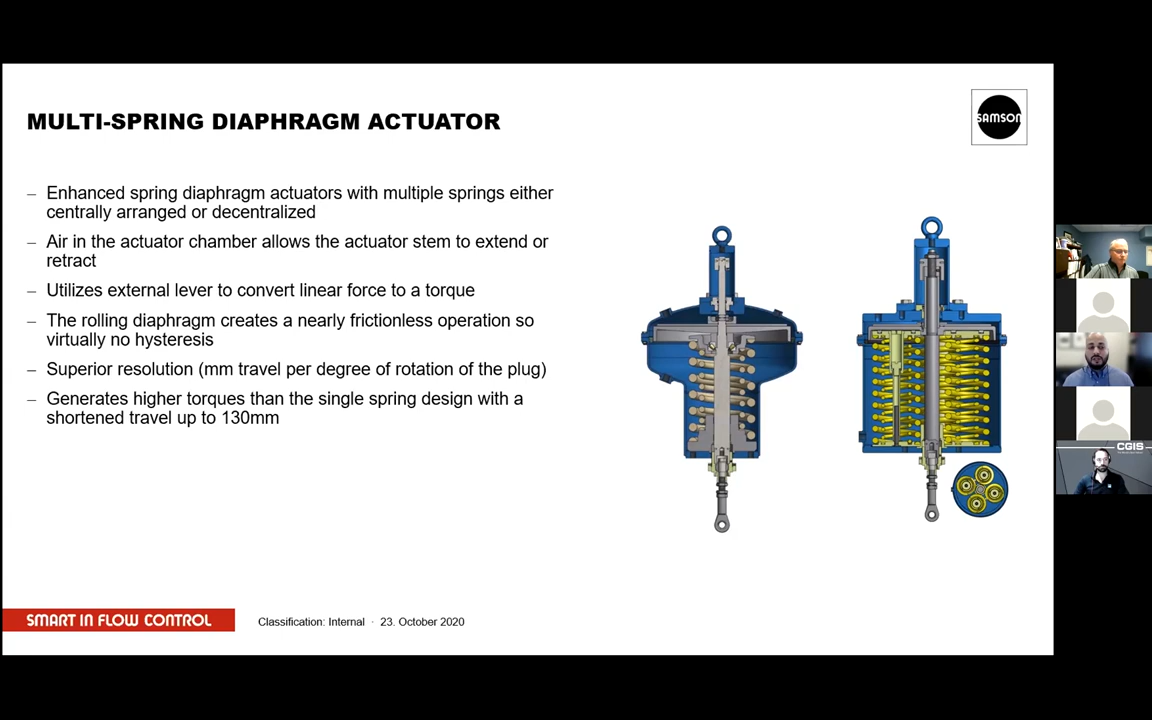 MULTI-SPRING DIAPHRAGM ACTUATOR
SAMSON
– Enhanced spring diaphragm actuators with multiple springs either
centrally arranged or decentralized
– Air in the actuator chamber allows the actuator stem to extend or
retract
– Utilizes external lever to convert linear force to a torque
– The rolling diaphragm creates a nearly frictionless operation so
virtually no hysteresis
– Superior resolution (mm travel per degree of rotation of the plug)
– Generates higher torques than the single spring design with a
shortened travel up to 130mm
CGIS
SMART IN FLOW CONTROL
Classification: Internal · 23. October 2020